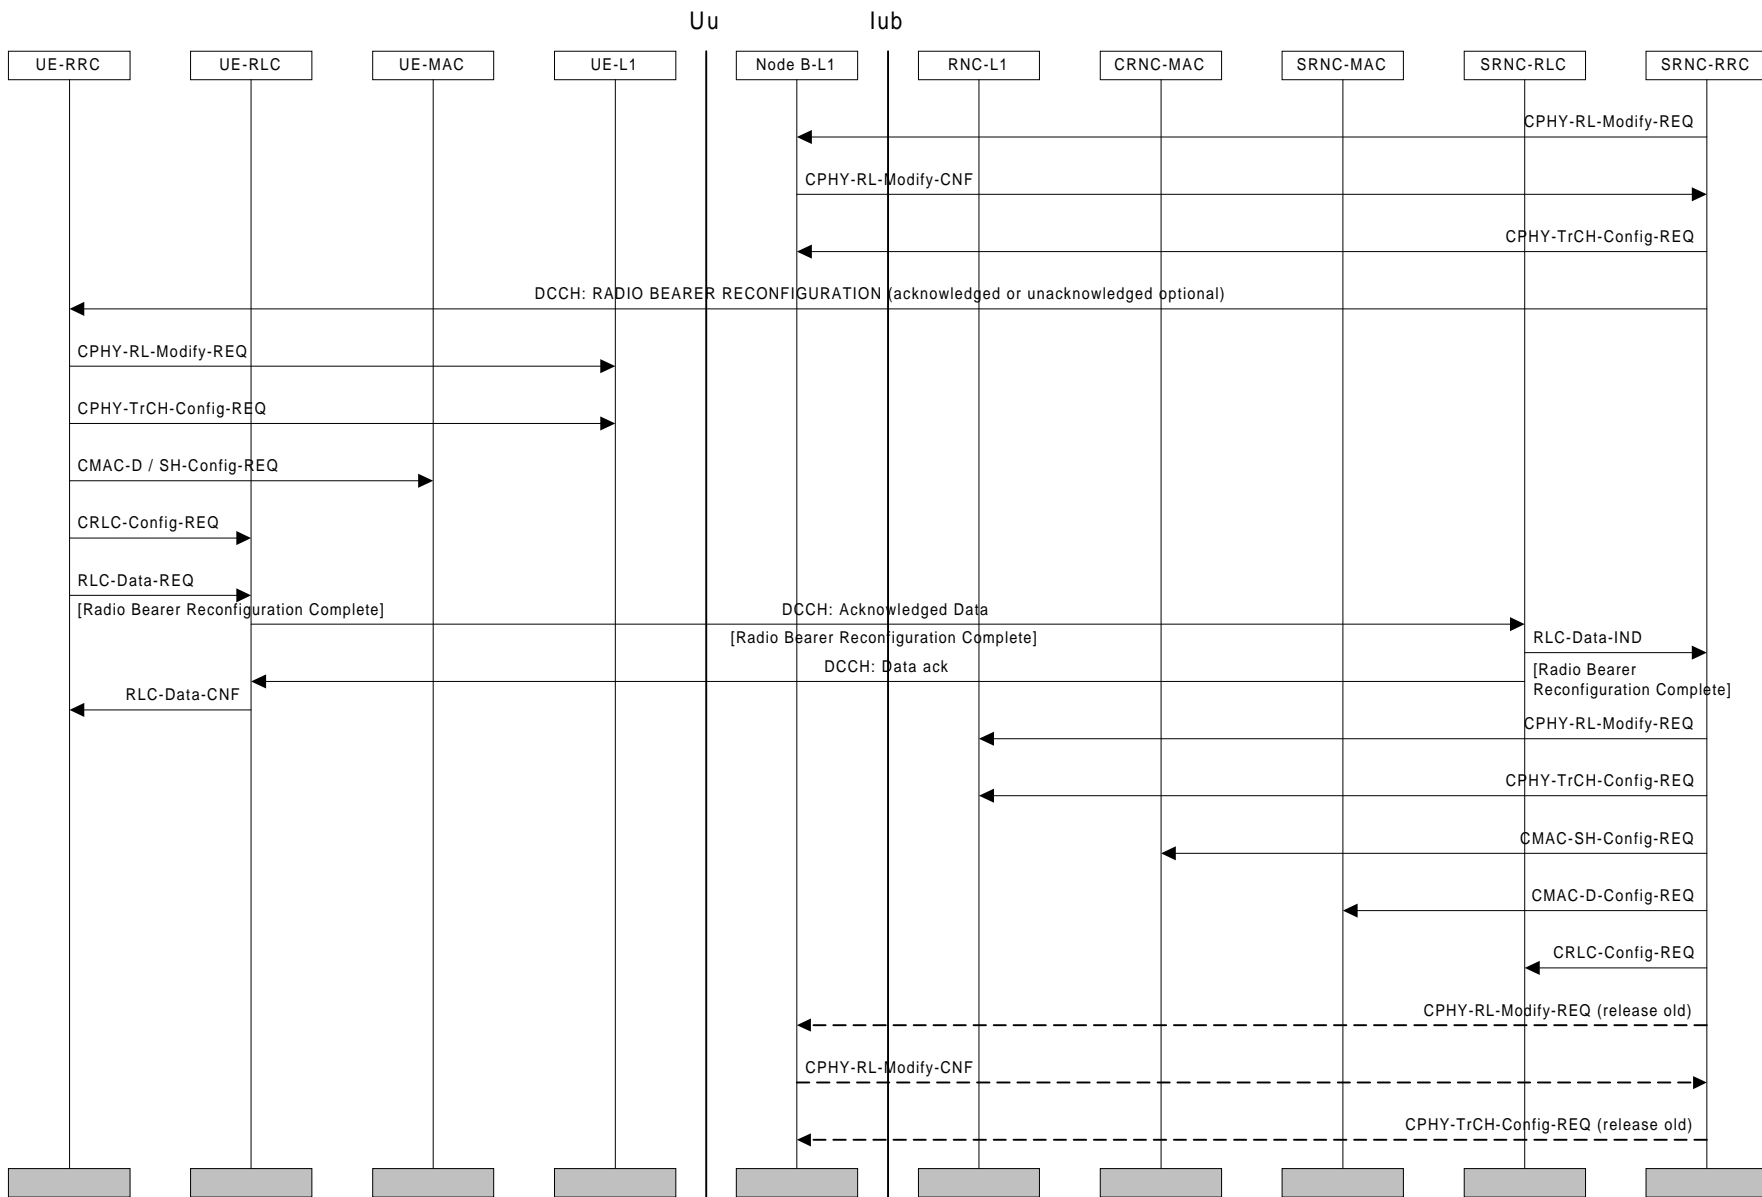 Uu
Iub
UE-RRC
UE-RLC
UE-MAC
UE-L1
Node B-L1
RNC-L1
CRNC-MAC
SRNC-MAC
SRNC-RLC
SRNC-RRC
CPHY-RL-Modify-REQ
CPHY-RL-Modify-CNF
CPHY-TrCH-Config-REQ
DCCH: RADIO BEARER RECONFIGURATION (acknowledged or unacknowledged optional)
CPHY-RL-Modify-REQ
CPHY-TrCH-Config-REQ
CMAC-D / SH-Config-REQ
CRLC-Config-REQ
RLC-Data-REQ
[Radio Bearer Reconfiguration Complete]
DCCH: Acknowledged Data
[Radio Bearer Reconfiguration Complete]
RLC-Data-IND
[Radio Bearer
Reconfiguration Complete]
DCCH: Data ack
RLC-Data-CNF
CPHY-RL-Modify-REQ
CPHY-TrCH-Config-REQ
CMAC-SH-Config-REQ
CMAC-D-Config-REQ
CRLC-Config-REQ
CPHY-RL-Modify-REQ (release old)
CPHY-RL-Modify-CNF
CPHY-TrCH-Config-REQ (release old)